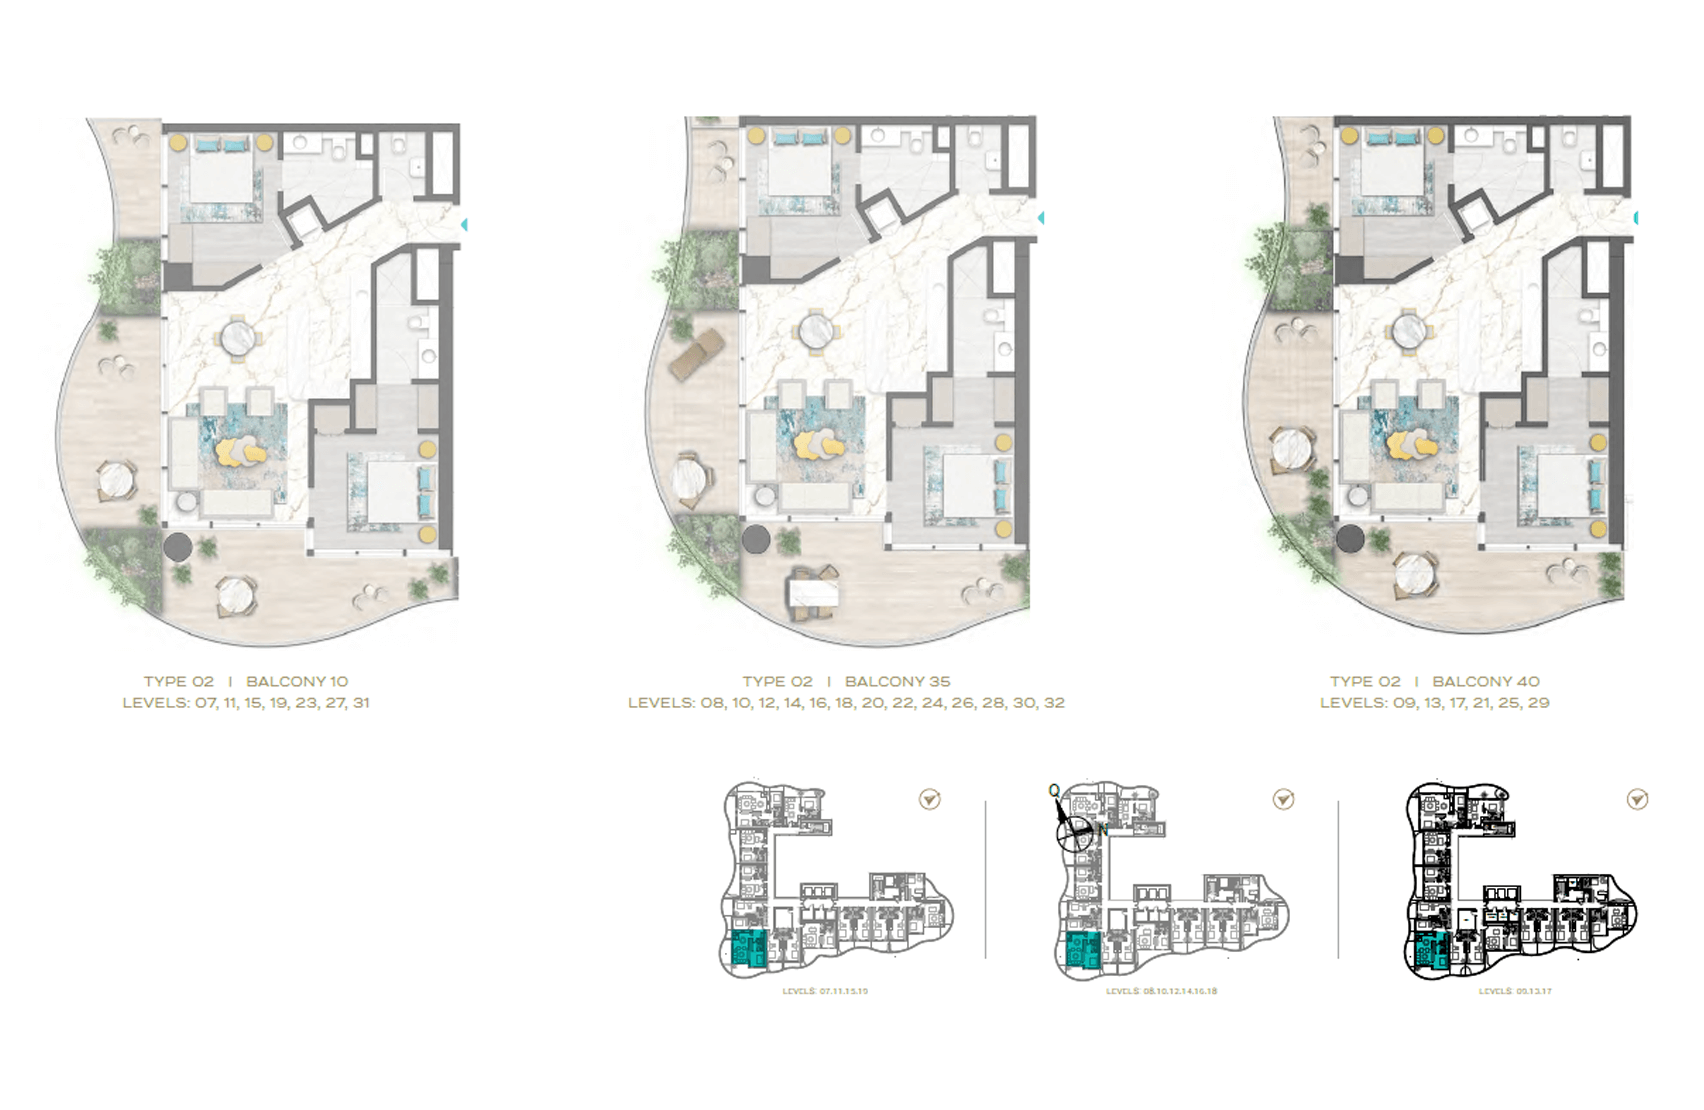 TYPE 02 | BALCONY 10
LEVELS: 07, 11, 15, 19, 23, 27, 31
TYPE 02 | BALCONY 35
LEVELS: 08, 10, 12, 14, 16, 18, 20, 22, 24, 26, 28, 30, 32
TYPE 02 | BALCONY 40
LEVELS: 09, 13, 17, 21, 25, 29
Q
N
LEVELS: 07.11.15.19
LEVELS: 08.10.12.14.16.18
LEVELS: 09.13.17